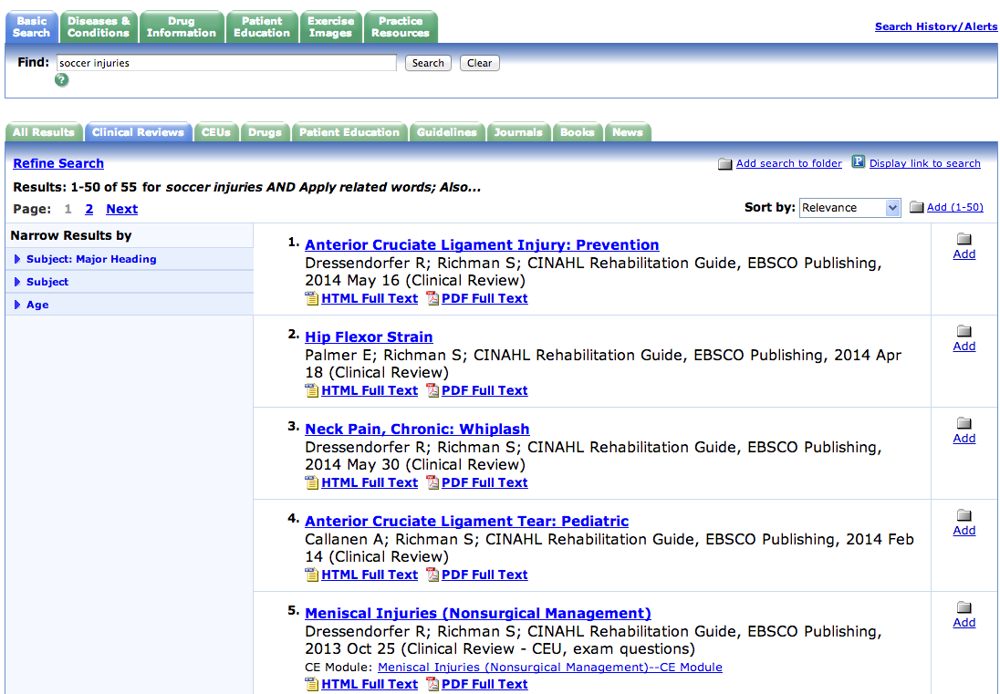 Basic Search
Diseases & Conditions
Drug Information
Patient Education
Exercise Images
Practice Resources
Search History/Alerts
Find: soccer injuries Search Clear
?
All Results Clinical Reviews CEUs Drugs Patient Education Guidelines Journals Books News
Refine Search
Add search to folder P Display link to search
Results: 1-50 of 55 for soccer injuries AND Apply related words; Also...
Page: 1 2 Next
Sort by: Relevance Add (1-50)
Narrow Results by
Subject: Major Heading
Subject
Age
1. Anterior Cruciate Ligament Injury: Prevention
Dressendorfer R; Richman S; CINAHL Rehabilitation Guide, EBSCO Publishing,
2014 May 16 (Clinical Review)
HTML Full Text PDF Full Text
Add
2. Hip Flexor Strain
Palmer E; Richman S; CINAHL Rehabilitation Guide, EBSCO Publishing, 2014 Apr
18 (Clinical Review)
HTML Full Text PDF Full Text
Add
3. Neck Pain, Chronic: Whiplash
Dressendorfer R; Richman S; CINAHL Rehabilitation Guide, EBSCO Publishing,
2014 May 30 (Clinical Review)
HTML Full Text PDF Full Text
Add
4. Anterior Cruciate Ligament Tear: Pediatric
Callanen A; Richman S; CINAHL Rehabilitation Guide, EBSCO Publishing, 2014 Feb
14 (Clinical Review)
HTML Full Text PDF Full Text
Add
5. Meniscal Injuries (Nonsurgical Management)
Dressendorfer R; Richman S; CINAHL Rehabilitation Guide, EBSCO Publishing,
2013 Oct 25 (Clinical Review - CEU, exam questions)
CE Module: Meniscal Injuries (Nonsurgical Management)--CE Module
HTML Full Text PDF Full Text
Add